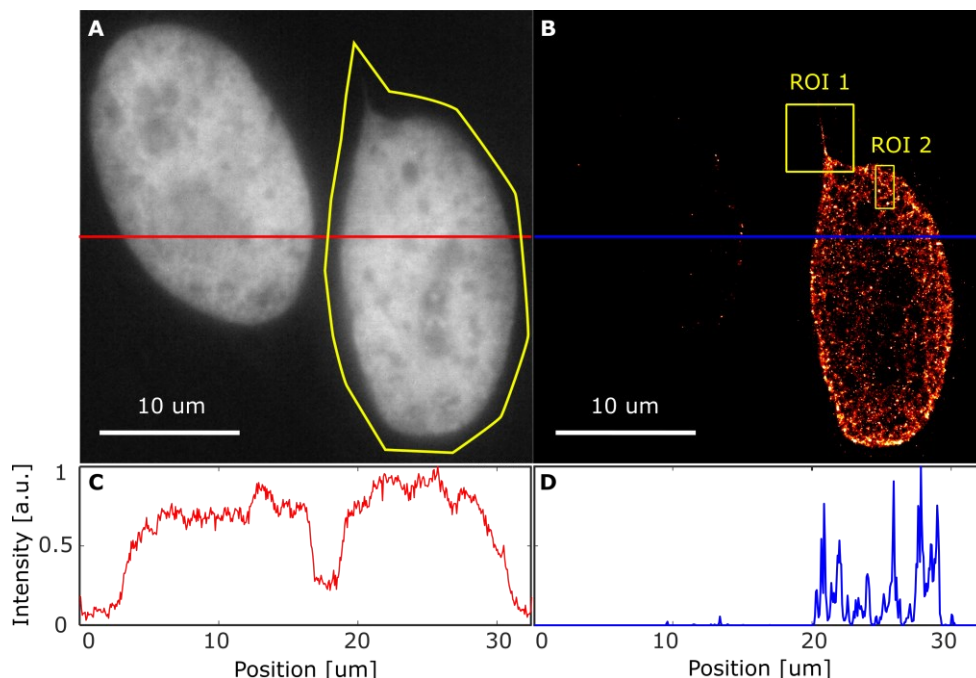 A
B
ROI 1
ROI 2
10 um
10 um
C
D
Intensity [a.u.]
1
0.5
0
0 10 20 30
0 10 20 30
Position [um]
Position [um]